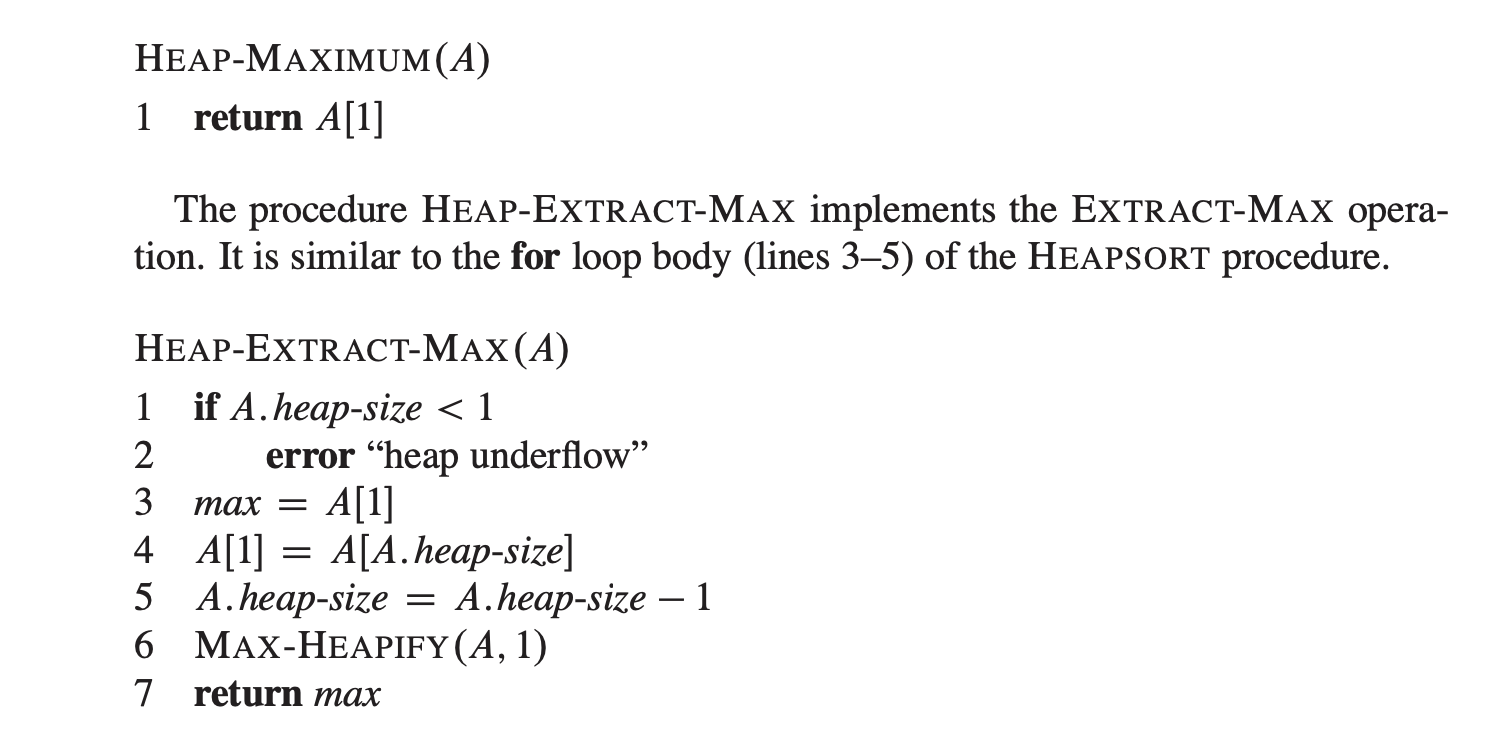 HEAP-MAXIMUM(A)
1 return A[1]
The procedure HEAP-EXTRACT-MAX implements the EXTRACT-MAX opera-
tion. It is similar to the for loop body (lines 3–5) of the HEAPSORT procedure.
HEAP-EXTRACT-MAX(A)
1 if A.heap-size < 1
2 error “heap underflow”
3 max = A[1]
4 A[1] = A[A.heap-size]
5 A.heap-size = A.heap-size − 1
6 MAX-HEAPIFY(A, 1)
7 return max